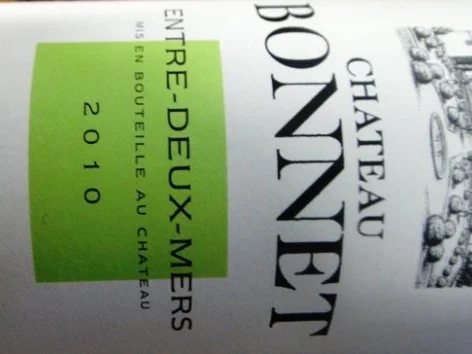 CHATEAU
BONNET
ENTRE-DEUX-MERS
MIS EN BOUTEILLE AU CHATEAU
2010